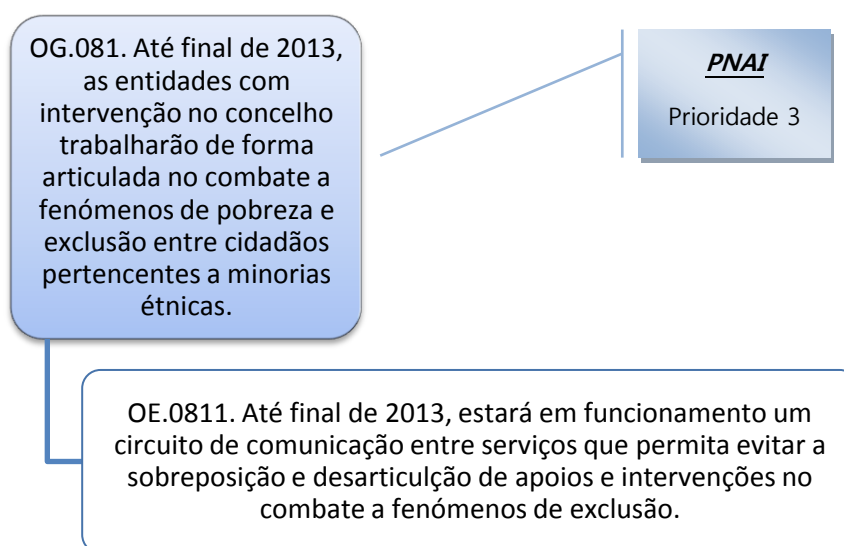 OG.081. Até final de 2013,
as entidades com
intervenção no concelho
trabalharão de forma
articulada no combate a
fenómenos de pobreza e
exclusão entre cidadãos
pertencentes a minorias
étnicas.
PNAI
Prioridade 3
OE.0811. Até final de 2013, estará em funcionamento um
circuito de comunicação entre serviços que permita evitar a
sobreposição e desarticulção de apoios e intervenções no
combate a fenómenos de exclusão.